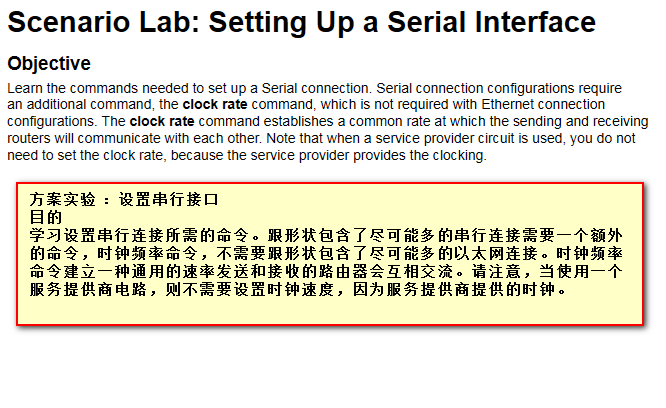 Scenario Lab: Setting Up a Serial Interface
Objective
Learn the commands needed to set up a Serial connection. Serial connection configurations require
an additional command, the clock rate command, which is not required with Ethernet connection
configurations. The clock rate command establishes a common rate at which the sending and receiving
routers will communicate with each other. Note that when a service provider circuit is used, you do not
need to set the clock rate, because the service provider provides the clocking.
方案实验 ：设置串行接口
目的
学习设置串行连接所需的命令。跟形状包含了尽可能多的串行连接需要一个额外
的命令，时钟频率命令，不需要跟形状包含了尽可能多的以太网连接。时钟频率
命令建立一种通用的速率发送和接收的路由器会互相交流。请注意，当使用一个
服务提供商电路，则不需要设置时钟速度，因为服务提供商提供的时钟。